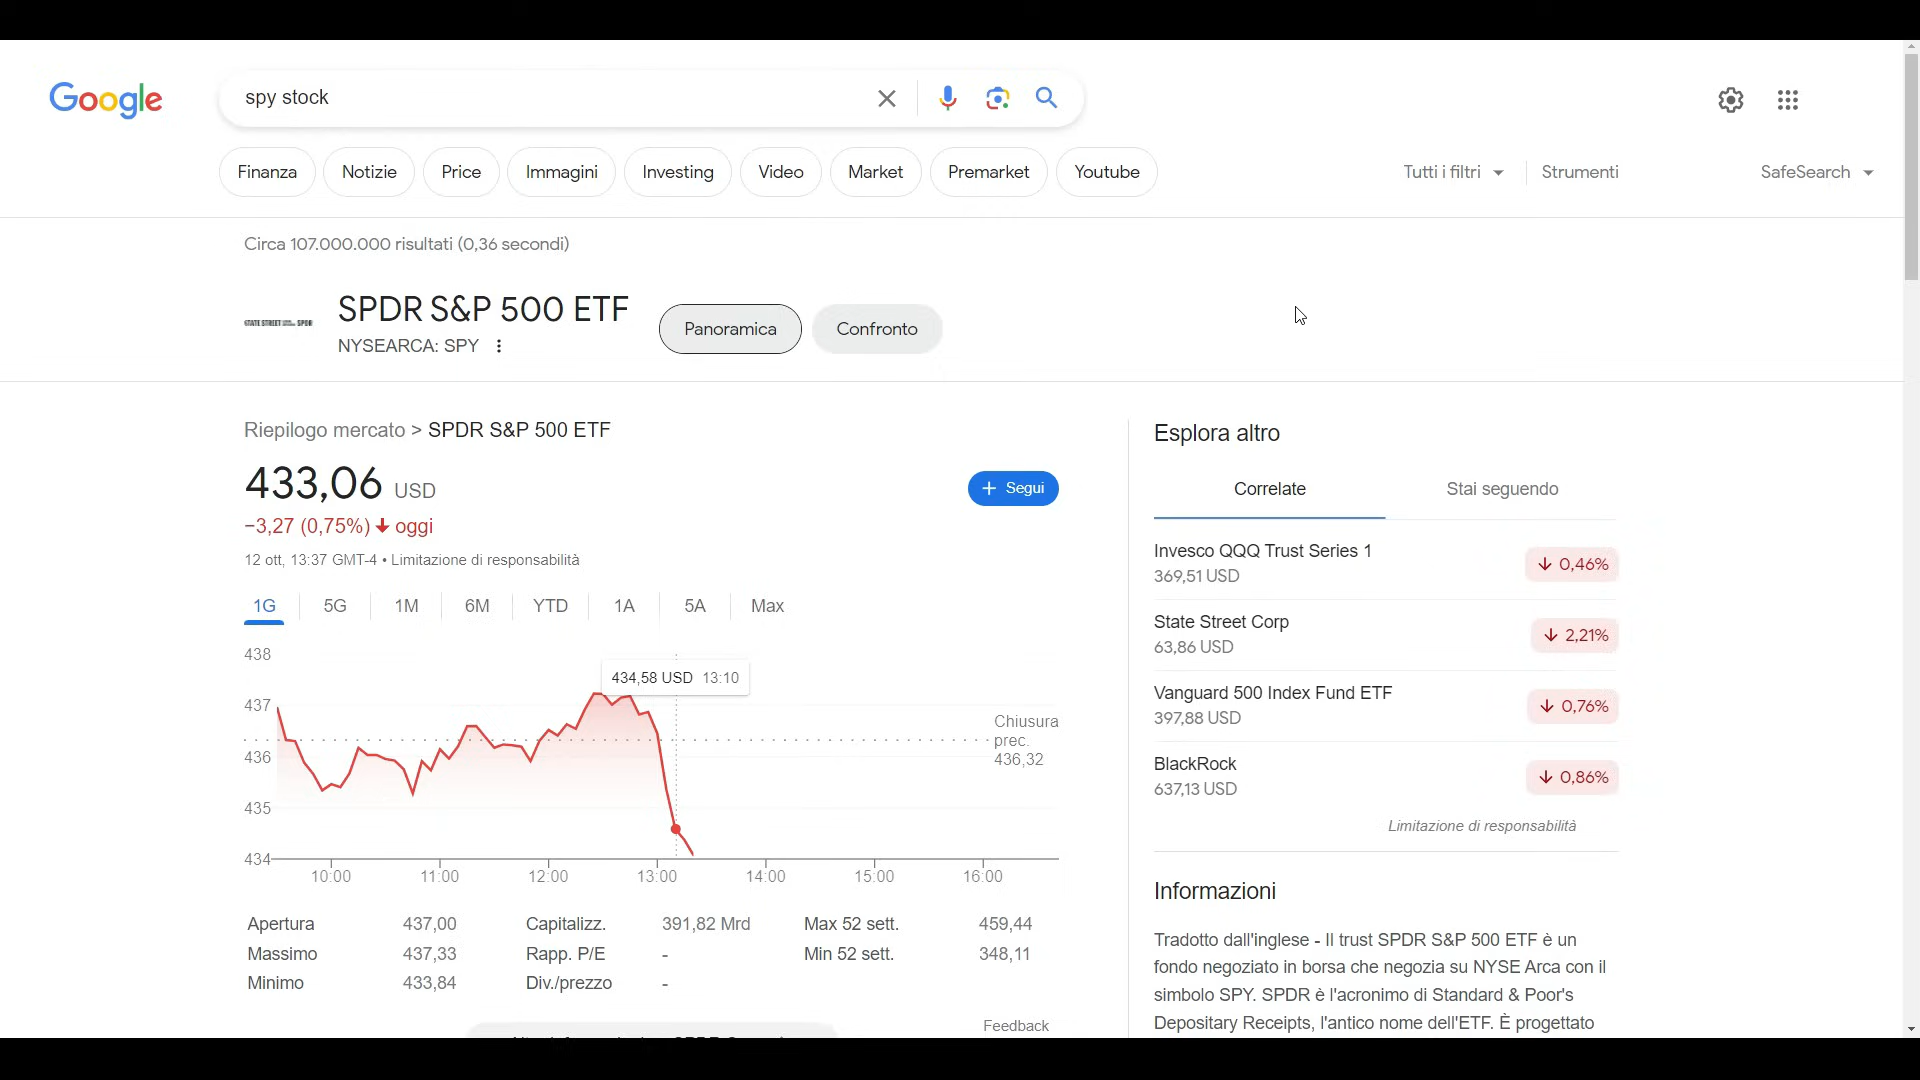 Google
spy stock
Finanza Notizie Price Immagini Investing Video Market Premarket Youtube
Tutti i filtri Strumenti SafeSearch
Circa 107.000.000 risultati (0,36 secondi)
SPDR S&P 500 ETF
NYSEARCA: SPY
Panoramica Confronto
Riepilogo mercato > SPDR S&P 500 ETF
433,06 USD
+ Segui
−3,27 (0,75%) oggi
12 ott, 13:37 GMT-4 • Limitazione di responsabilità
1G 5G 1M 6M YTD 1A 5A Max
438
437
436
435
434
434,58 USD 13:10
Chiusura
prec.
436,32
10:00 11:00 12:00 13:00 14:00 15:00 16:00
Apertura 437,00 Capitalizz. 391,82 Mrd Max 52 sett. 459,44
Massimo 437,33 Rapp. P/E - Min 52 sett. 348,11
Minimo 433,84 Div./prezzo -
Feedback
Esplora altro
Correlate Stai seguendo
Invesco QQQ Trust Series 1
369,51 USD
0,46%
State Street Corp
63,86 USD
2,21%
Vanguard 500 Index Fund ETF
397,88 USD
0,76%
BlackRock
637,13 USD
0,86%
Limitazione di responsabilità
Informazioni
Tradotto dall'inglese - Il trust SPDR S&P 500 ETF è un
fondo negoziato in borsa che negozia su NYSE Arca con il
simbolo SPY. SPDR è l'acronimo di Standard & Poor's
Depositary Receipts, l'antico nome dell'ETF. È progettato